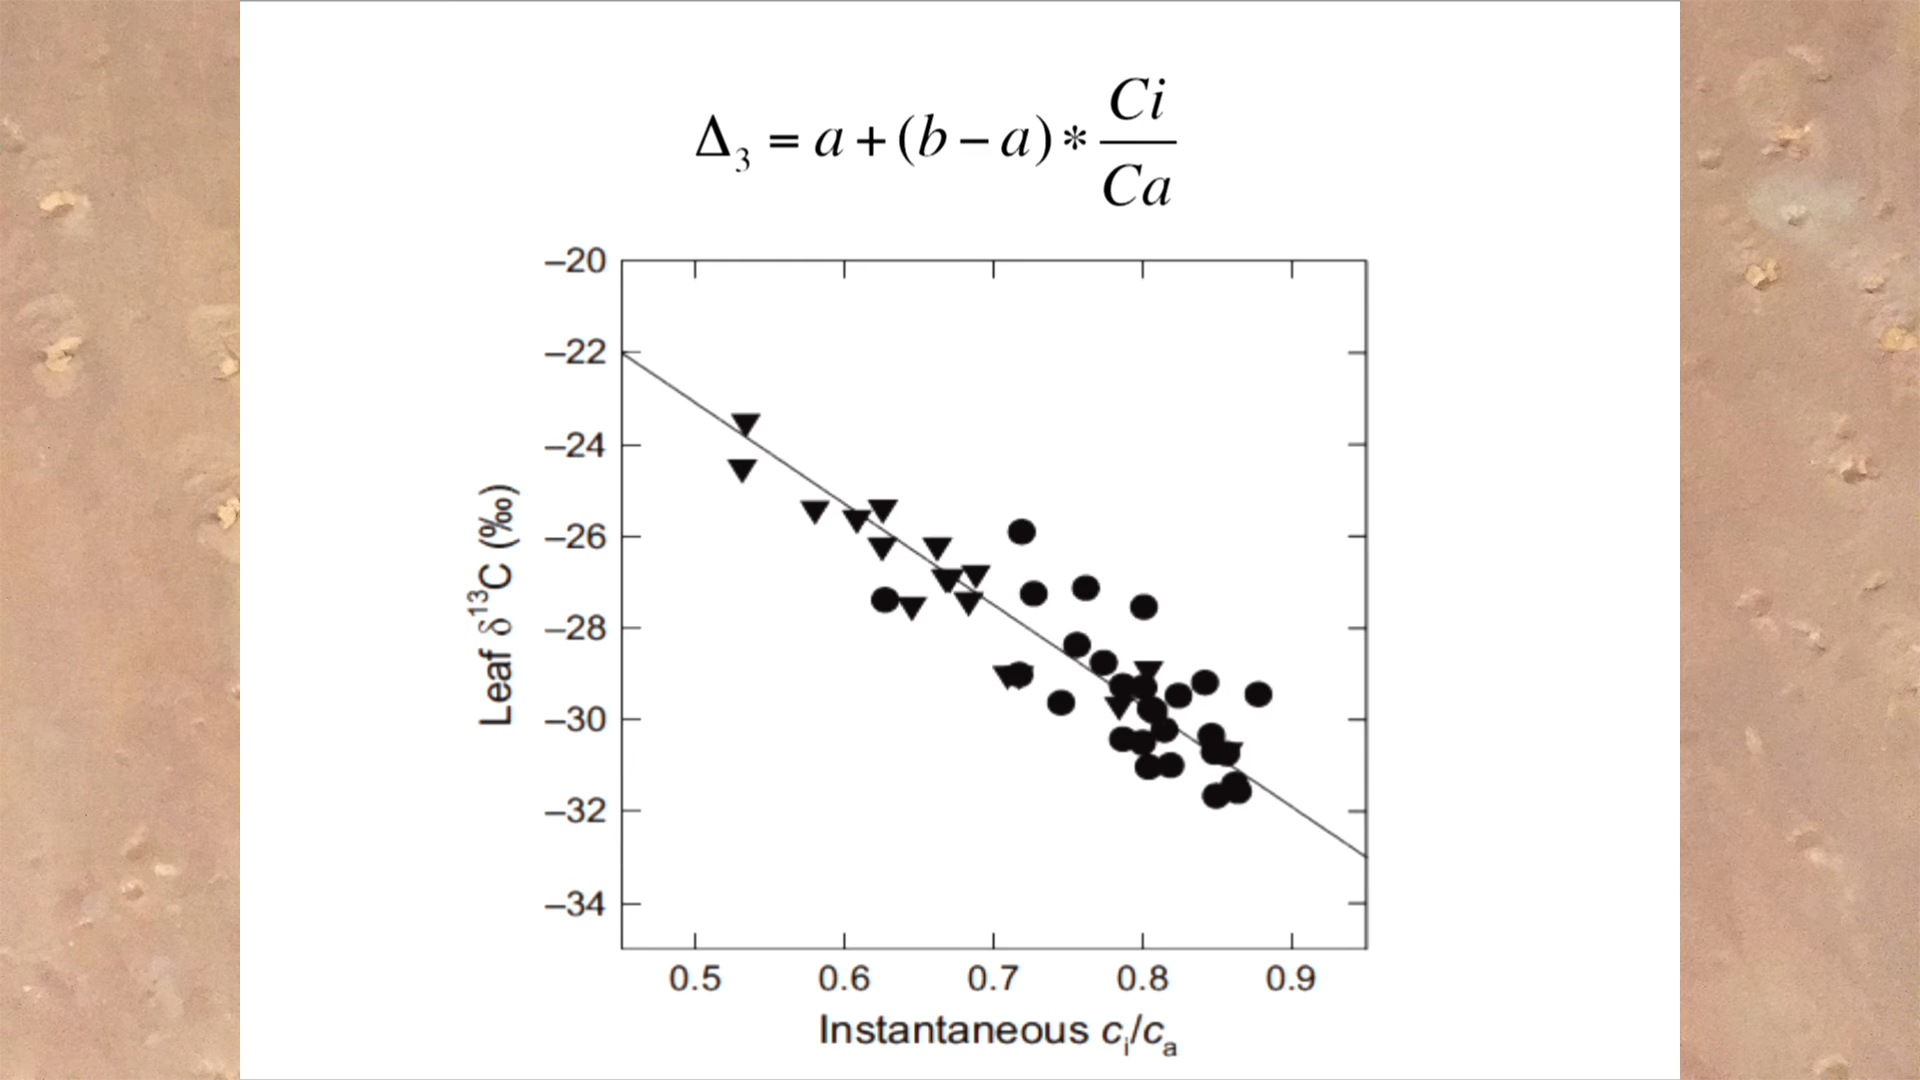 Δ₃ = a + (b − a) * Ci/Ca
–20
–22
–24
–26
–28
–30
–32
–34
Leaf δ¹³C (‰)
0.5 0.6 0.7 0.8 0.9
Instantaneous cᵢ/cₐ